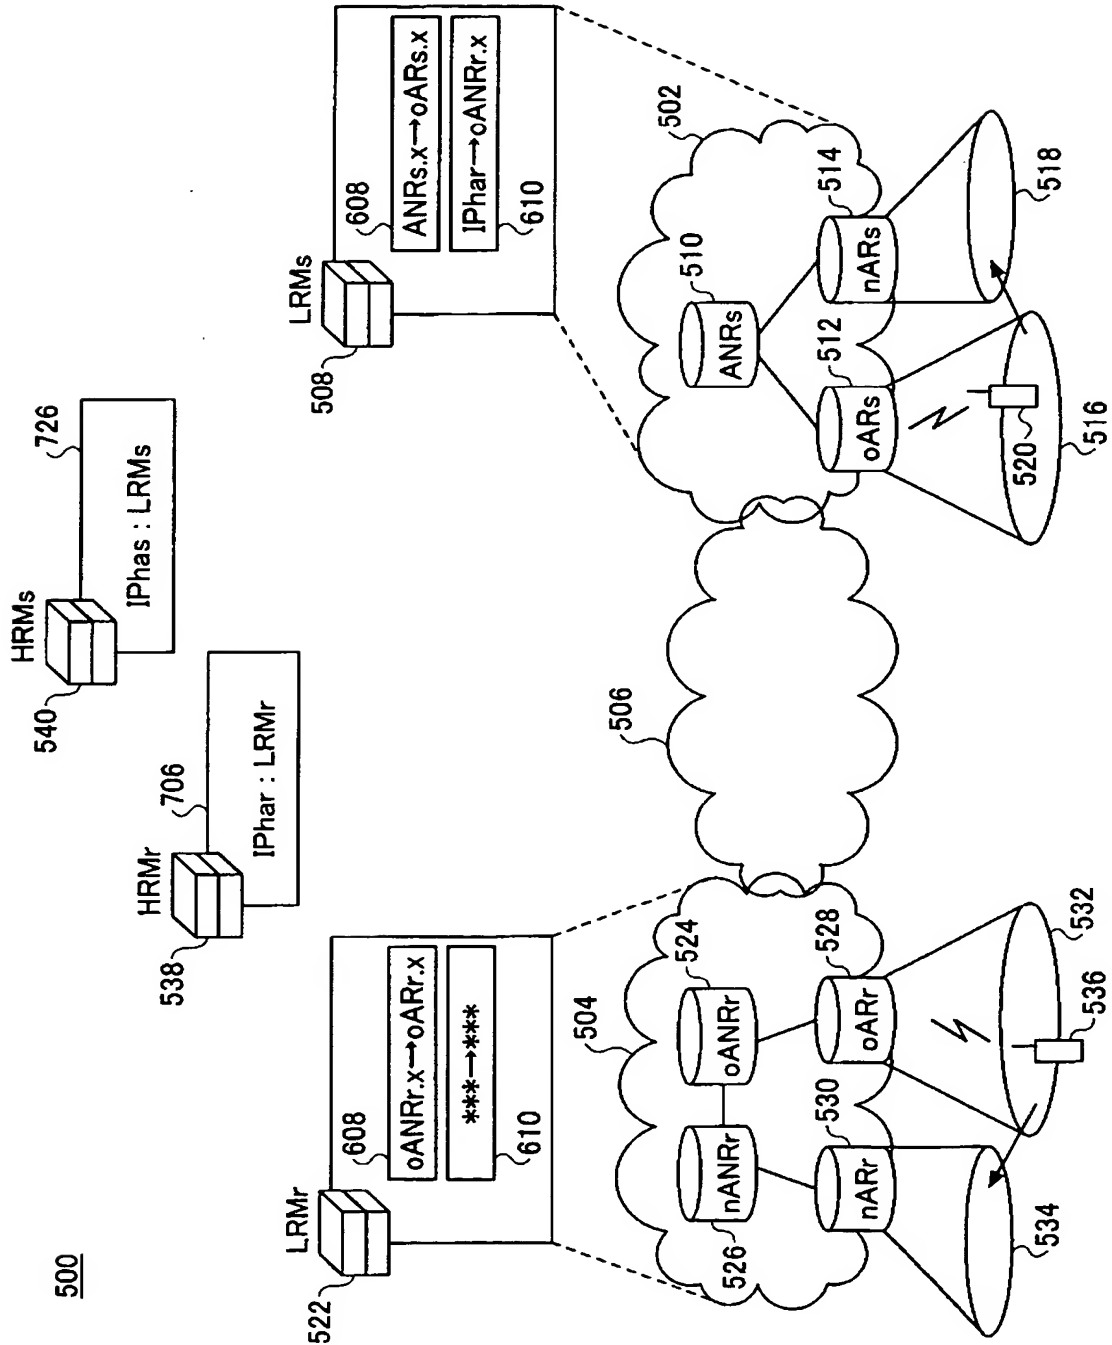 500
HRMs
540
726
IPhas : LRMs
HRMr
538
706
IPhar : LRMr
LRMr
522
608
oANRr.x→oARr.x
***→***
610
LRMs
508
608
ANRs.x→oARs.x
IPhar→oANRr.x
610
504
506
502
nANRr
526
oANRr
524
nARr
530
oARr
528
534
532
536
ANRs
510
oARs
512
nARs
514
520
516
518